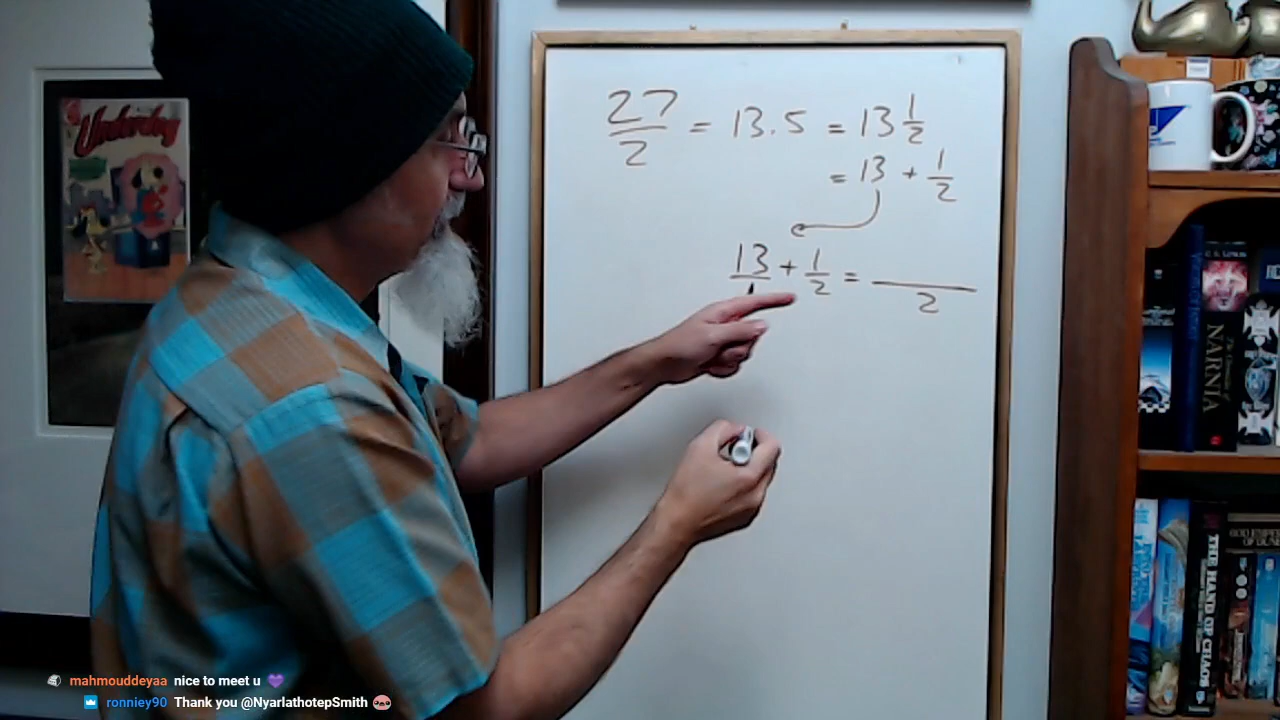 27/2 = 13.5 = 13 1/2
= 13 + 1/2
13/1 + 1/2 = /2
Underdog
NARNIA
THE HAND OF CHAOS
mahmouddeyaa nice to meet u 💜
ronniey90 Thank you @NyarlathotepSmith